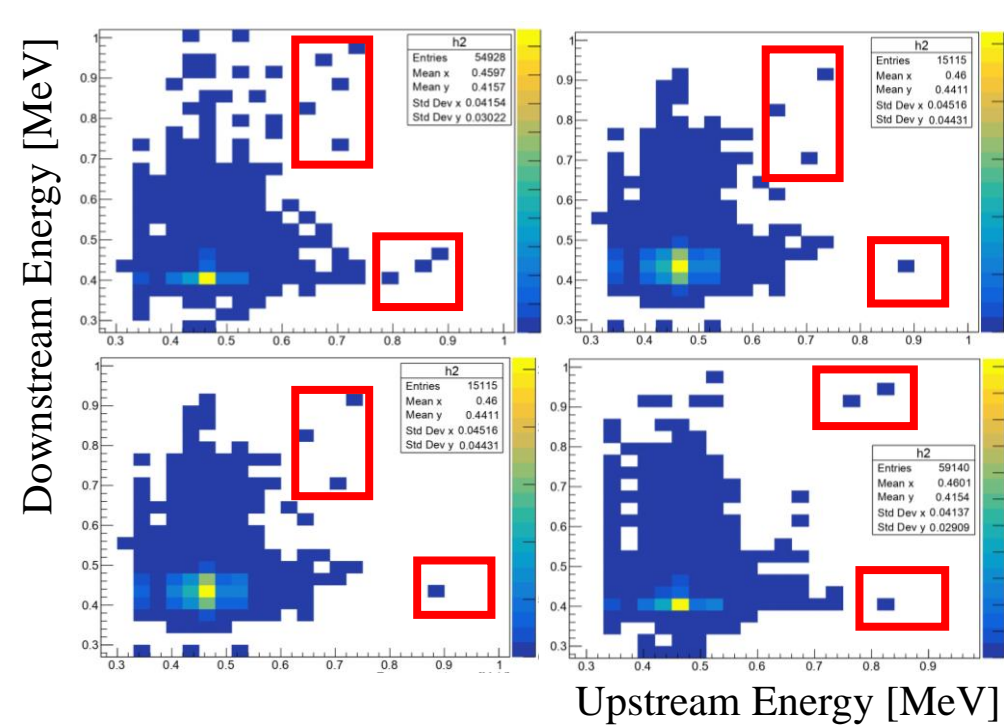 Downstream Energy [MeV]
1
0.9
0.8
0.7
0.6
0.5
0.4
0.3
0.3 0.4 0.5 0.6 0.7 0.8 0.9 1
h2
Entries 54928
Mean x 0.4597
Mean y 0.4157
Std Dev x 0.04154
Std Dev y 0.03022
1
0.9
0.8
0.7
0.6
0.5
0.4
0.3
0.3 0.4 0.5 0.6 0.7 0.8 0.9 1
h2
Entries 15115
Mean x 0.46
Mean y 0.4411
Std Dev x 0.04516
Std Dev y 0.04431
1
0.9
0.8
0.7
0.6
0.5
0.4
0.3
0.3 0.4 0.5 0.6 0.7 0.8 0.9 1
h2
Entries 15115
Mean x 0.46
Mean y 0.4411
Std Dev x 0.04516
Std Dev y 0.04431
1
0.9
0.8
0.7
0.6
0.5
0.4
0.3
0.3 0.4 0.5 0.6 0.7 0.8 0.9
h2
Entries 59140
Mean x 0.4601
Mean y 0.4154
Std Dev x 0.04137
Std Dev y 0.02909
Upstream Energy [MeV]